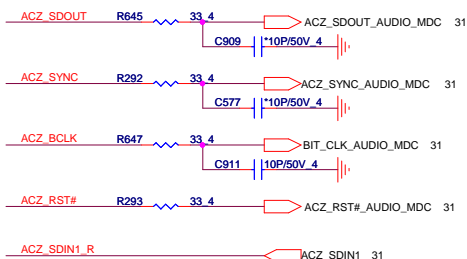 ACZ_SDOUT R645 33_4 ACZ_SDOUT_AUDIO_MDC 31
C909 *10P/50V_4
ACZ_SYNC R292 33_4 ACZ_SYNC_AUDIO_MDC 31
C577 *10P/50V_4
ACZ_BCLK R647 33_4 BIT_CLK_AUDIO_MDC 31
C911 10P/50V_4
ACZ_RST# R293 33_4 ACZ_RST#_AUDIO_MDC 31
ACZ_SDIN1_R ACZ_SDIN1 31